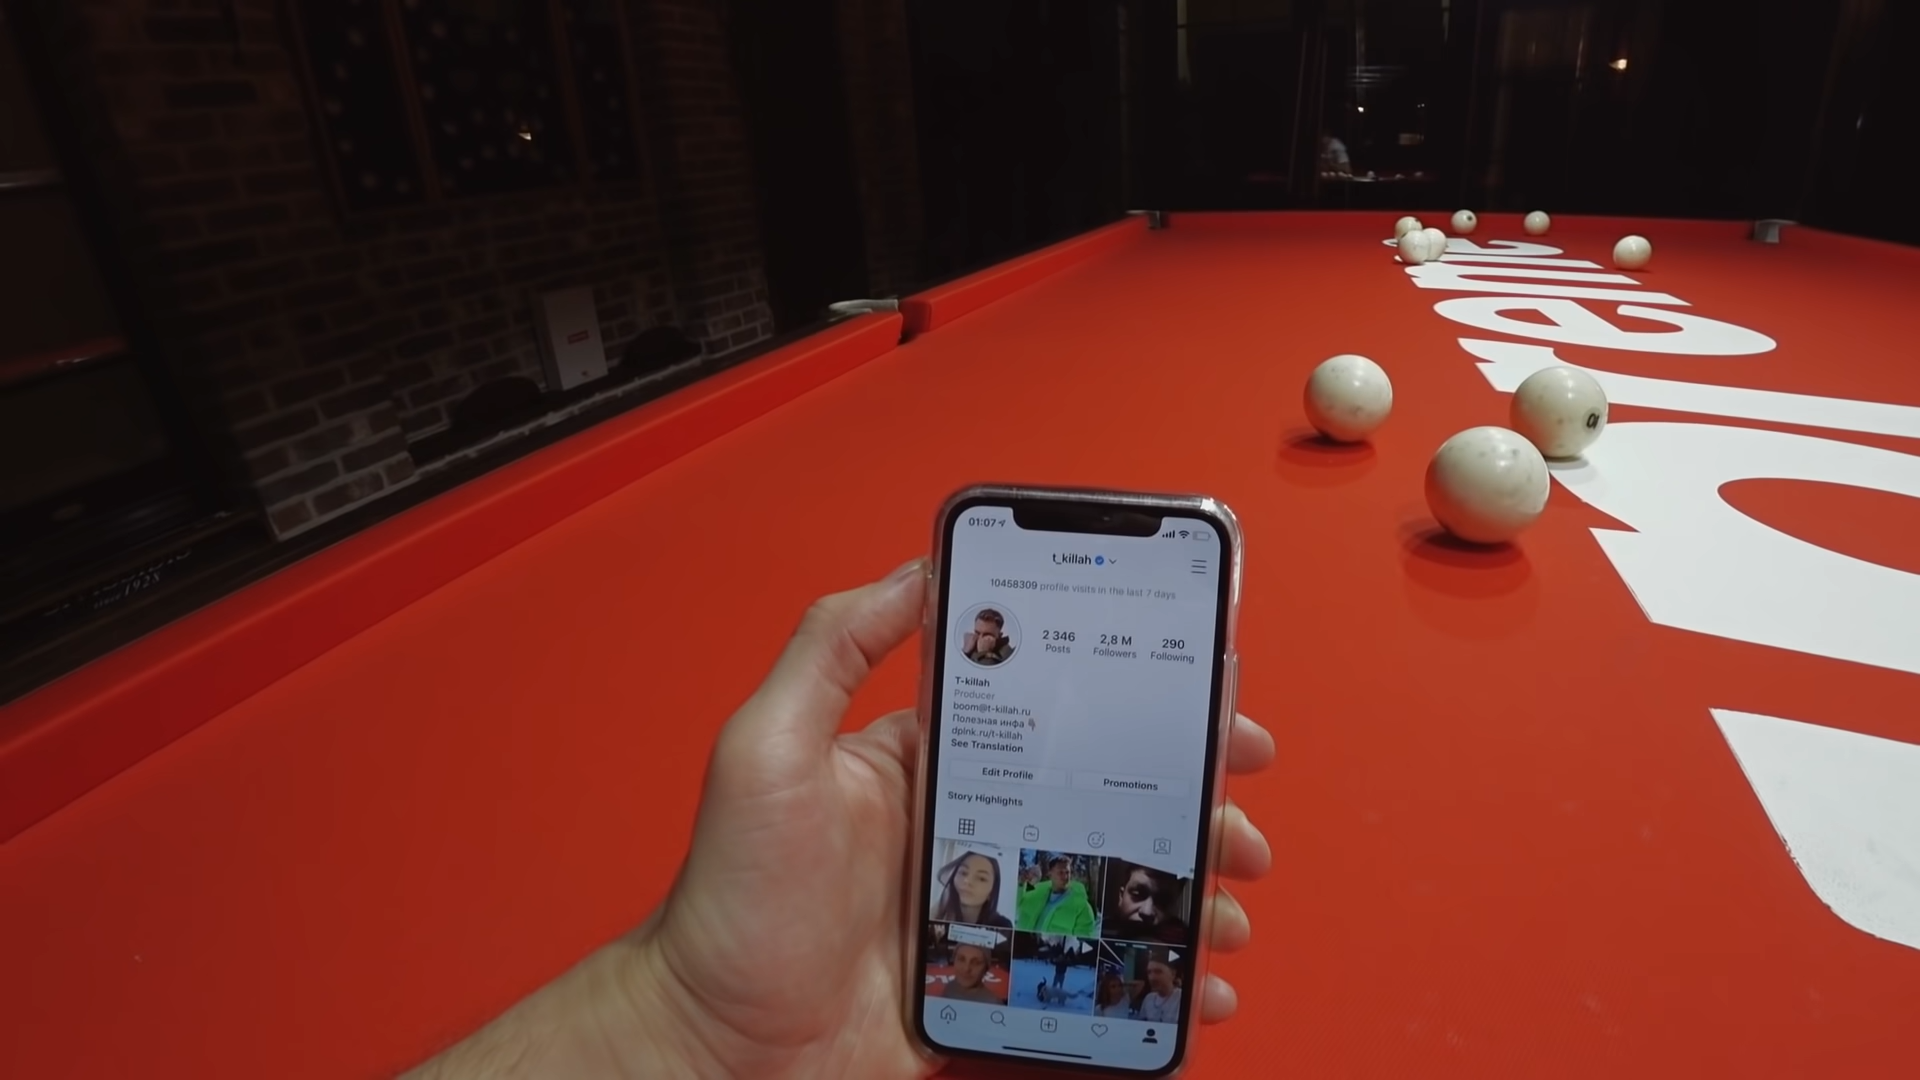 01:07
t_killah
10458309 profile visits in the last 7 days
2 346 2,8 M 290
Posts Followers Following
T-killah
Producer
boom@t-killah.ru
Полезная инфа
dplnk.ru/t-killah
See Translation
Edit Profile Promotions
Story Highlights
preme